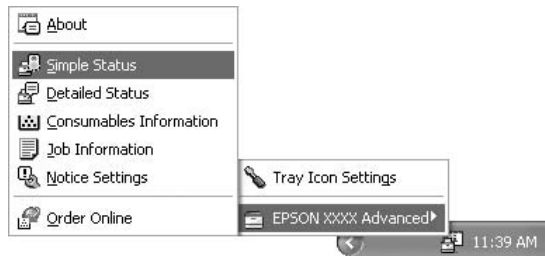 About
Simple Status
Detailed Status
Consumables Information
Job Information
Notice Settings
Order Online
Tray Icon Settings
EPSON XXXX Advanced
11:39 AM